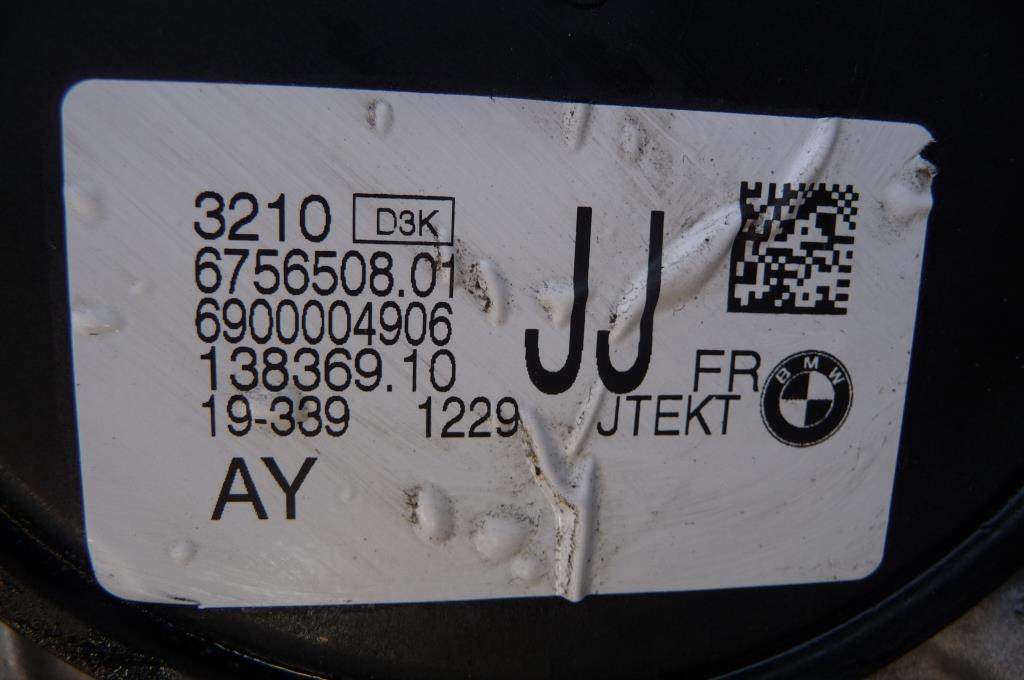 3210 D3K
6756508.01
6900004906
138369.10
19-339 1229
AY
JJ
FR
JTEKT
BMW